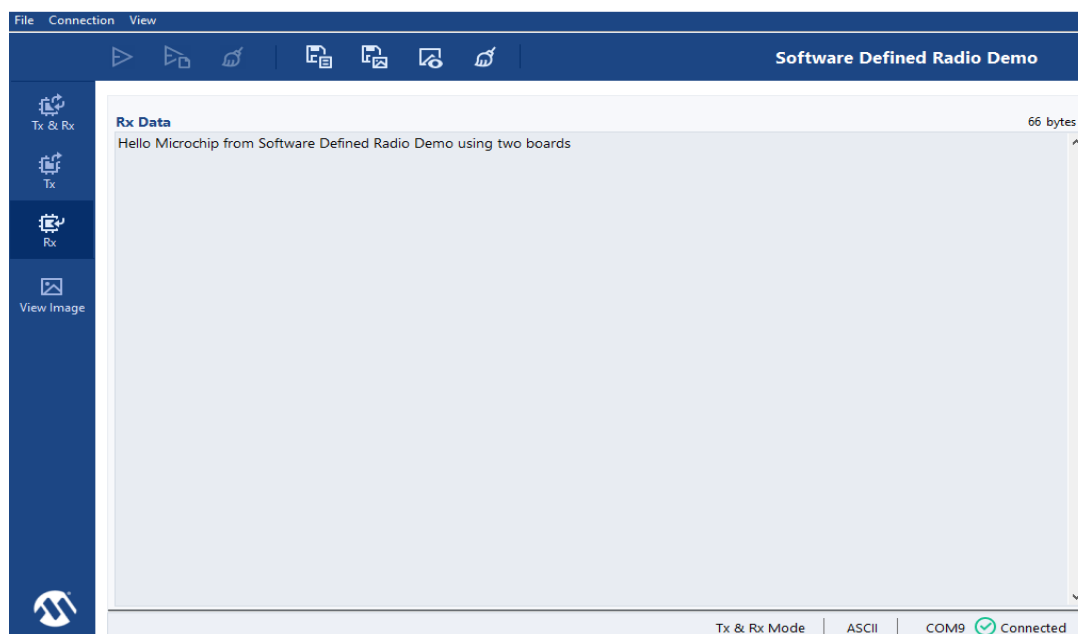 File Connection View
Software Defined Radio Demo
Tx & Rx
Tx
Rx
View Image
Rx Data 66 bytes
Hello Microchip from Software Defined Radio Demo using two boards
Tx & Rx Mode ASCII COM9 Connected